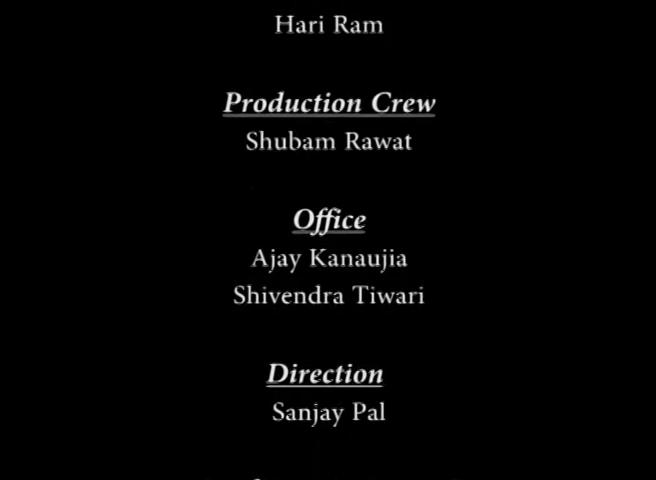 Hari Ram
Production Crew
Shubam Rawat
Office
Ajay Kanaujia
Shivendra Tiwari
Direction
Sanjay Pal